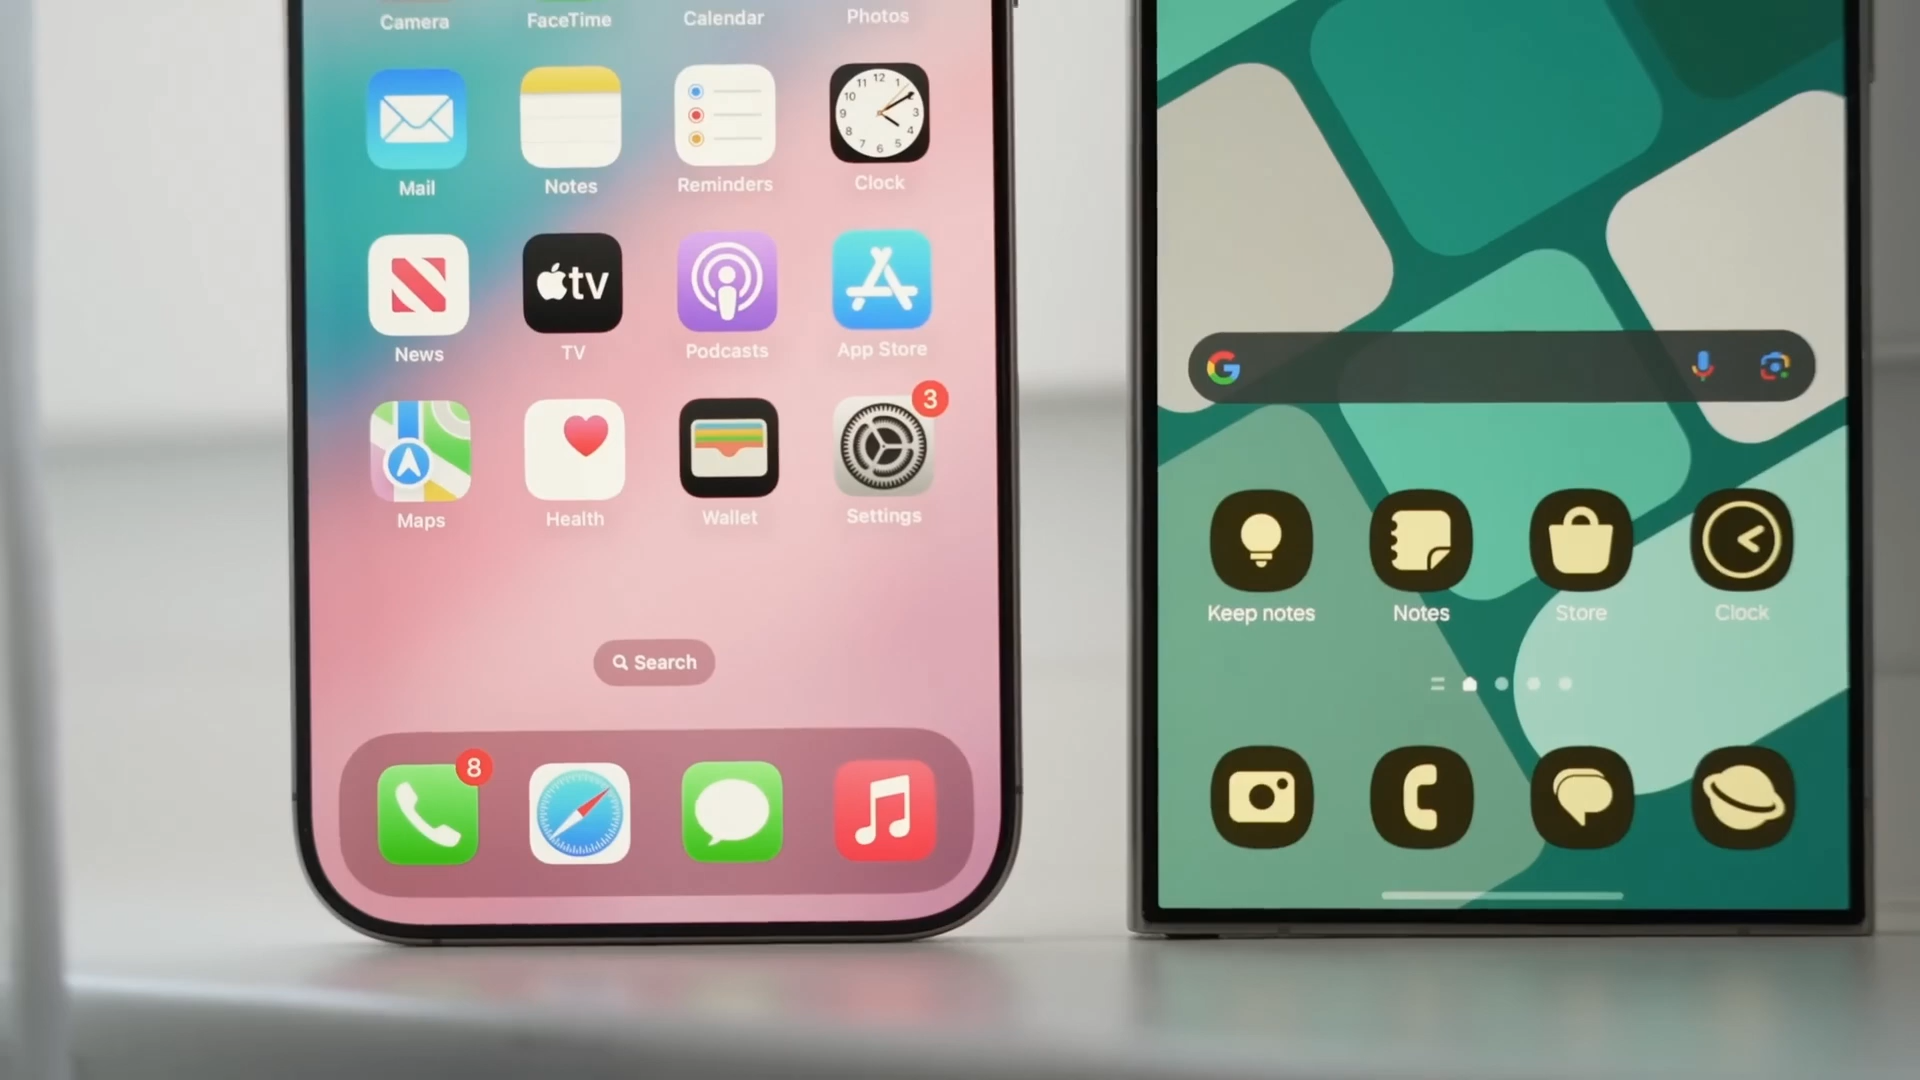 Camera FaceTime Calendar Photos
Mail Notes Reminders Clock
tv
News TV Podcasts App Store
3
Maps Health Wallet Settings
Search
8
G
Keep notes Notes Store Clock